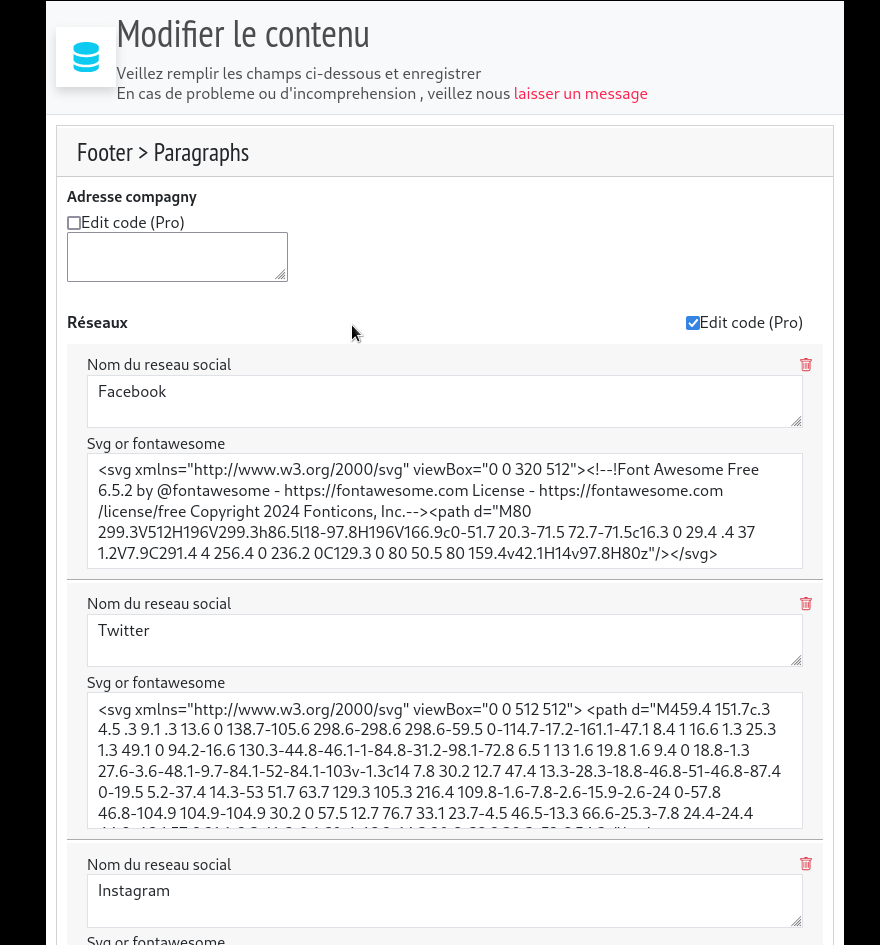 Modifier le contenu
Veillez remplir les champs ci-dessous et enregistrer
En cas de probleme ou d'incomprehension , veillez nous laisser un message
Footer > Paragraphs
Adresse compagny
Edit code (Pro)
Réseaux
Edit code (Pro)
Nom du reseau social
Facebook
Svg or fontawesome
<svg xmlns="http://www.w3.org/2000/svg" viewBox="0 0 320 512"><!--!Font Awesome Free
6.5.2 by @fontawesome - https://fontawesome.com License - https://fontawesome.com
/license/free Copyright 2024 Fonticons, Inc.--><path d="M80
299.3V512H196V299.3h86.5l18-97.8H196V166.9c0-51.7 20.3-71.5 72.7-71.5c16.3 0 29.4 .4 37
1.2V7.9C291.4 4 256.4 0 236.2 0C129.3 0 80 50.5 80 159.4v42.1H14v97.8H80z"/></svg>
Nom du reseau social
Twitter
Svg or fontawesome
<svg xmlns="http://www.w3.org/2000/svg" viewBox="0 0 512 512"> <path d="M459.4 151.7c.3
4.5 .3 9.1 .3 13.6 0 138.7-105.6 298.6-298.6 298.6-59.5 0-114.7-17.2-161.1-47.1 8.4 1 16.6 1.3 25.3
1.3 49.1 0 94.2-16.6 130.3-44.8-46.1-1-84.8-31.2-98.1-72.8 6.5 1 13 1.6 19.8 1.6 9.4 0 18.8-1.3
27.6-3.6-48.1-9.7-84.1-52-84.1-103v-1.3c14 7.8 30.2 12.7 47.4 13.3-28.3-18.8-46.8-51-46.8-87.4
0-19.5 5.2-37.4 14.3-53 51.7 63.7 129.3 105.3 216.4 109.8-1.6-7.8-2.6-15.9-2.6-24 0-57.8
46.8-104.9 104.9-104.9 30.2 0 57.5 12.7 76.7 33.1 23.7-4.5 46.5-13.3 66.6-25.3-7.8 24.4-24.4
Nom du reseau social
Instagram
Svg or fontawesome